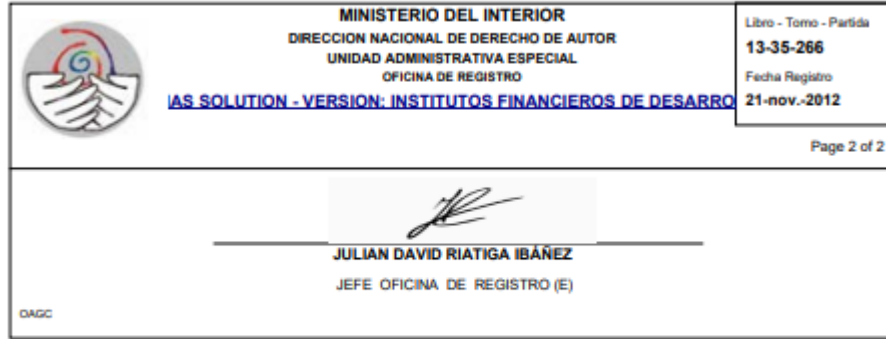 MINISTERIO DEL INTERIOR
DIRECCION NACIONAL DE DERECHO DE AUTOR
UNIDAD ADMINISTRATIVA ESPECIAL
OFICINA DE REGISTRO
IAS SOLUTION - VERSION: INSTITUTOS FINANCIEROS DE DESARRO
Libro - Tomo - Partida
13-35-266
Fecha Registro
21-nov.-2012
Page 2 of 2
JULIAN DAVID RIATIGA IBÁÑEZ
JEFE OFICINA DE REGISTRO (E)
OAGC